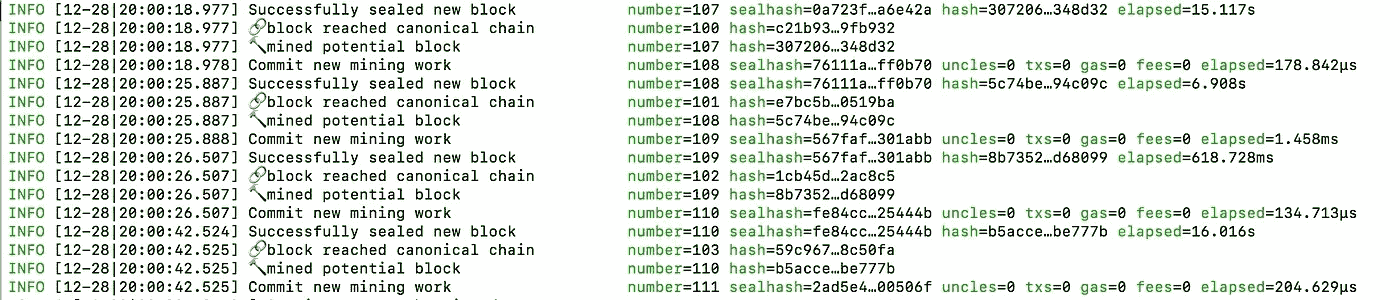 INFO [12-28|20:00:18.977] Successfully sealed new block number=107 sealhash=0a723f…a6e42a hash=307206…348d32 elapsed=15.117s
INFO [12-28|20:00:18.977] 🔗block reached canonical chain number=100 hash=c21b93…9fb932
INFO [12-28|20:00:18.977] 🔨mined potential block number=107 hash=307206…348d32
INFO [12-28|20:00:18.978] Commit new mining work number=108 sealhash=76111a…ff0b70 uncles=0 txs=0 gas=0 fees=0 elapsed=178.842µs
INFO [12-28|20:00:25.887] Successfully sealed new block number=108 sealhash=76111a…ff0b70 hash=5c74be…94c09c elapsed=6.908s
INFO [12-28|20:00:25.887] 🔗block reached canonical chain number=101 hash=e7bc5b…0519ba
INFO [12-28|20:00:25.887] 🔨mined potential block number=108 hash=5c74be…94c09c
INFO [12-28|20:00:25.888] Commit new mining work number=109 sealhash=567faf…301abb uncles=0 txs=0 gas=0 fees=0 elapsed=1.458ms
INFO [12-28|20:00:26.507] Successfully sealed new block number=109 sealhash=567faf…301abb hash=8b7352…d68099 elapsed=618.728ms
INFO [12-28|20:00:26.507] 🔗block reached canonical chain number=102 hash=1cb45d…2ac8c5
INFO [12-28|20:00:26.507] 🔨mined potential block number=109 hash=8b7352…d68099
INFO [12-28|20:00:26.507] Commit new mining work number=110 sealhash=fe84cc…25444b uncles=0 txs=0 gas=0 fees=0 elapsed=134.713µs
INFO [12-28|20:00:42.524] Successfully sealed new block number=110 sealhash=fe84cc…25444b hash=b5acce…be777b elapsed=16.016s
INFO [12-28|20:00:42.525] 🔗block reached canonical chain number=103 hash=59c967…8c50fa
INFO [12-28|20:00:42.525] 🔨mined potential block number=110 hash=b5acce…be777b
INFO [12-28|20:00:42.525] Commit new mining work number=111 sealhash=2ad5e4…00506f uncles=0 txs=0 gas=0 fees=0 elapsed=204.629µs